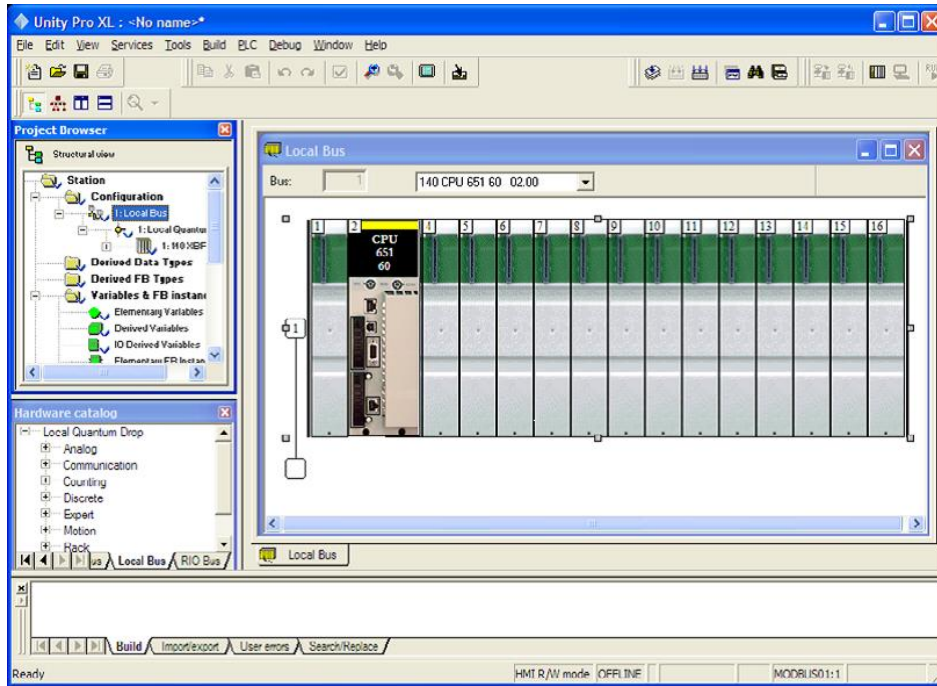 Unity Pro XL : <No name>*
File Edit View Services Tools Build PLC Debug Window Help
Project Browser
Structural view
Station
Configuration
1: Local Bus
1: Local Quantu
Derived Data Types
Derived FB Types
Variables & FB instanc
Elementary Variables
Derived Variables
IO Derived Variables
Elementary FB Instan
Hardware catalog
Local Quantum Drop
Analog
Communication
Counting
Discrete
Expert
Motion
Rack
us Local Bus RIO Bus
Local Bus
Bus: 1 140 CPU 651 60 02.00
1 2 4 5 6 7 8 9 10 11 12 13 14 15 16
CPU
651
60
1
Local Bus
Build Import/export User errors Search/Replace
Ready HMI R/W mode OFFLINE MODBUS01:1